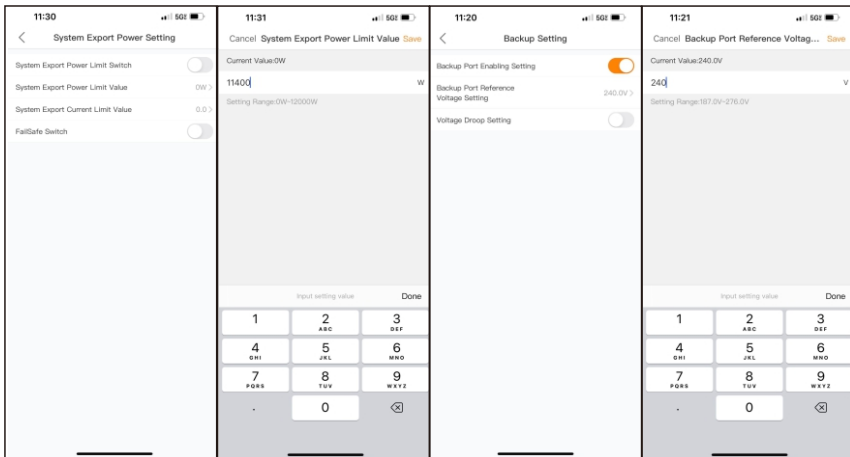 11:30
5G
System Export Power Setting
System Export Power Limit Switch
System Export Power Limit Value 0W >
System Export Current Limit Value 0.0 >
FailSafe Switch
11:31
5G
Cancel System Export Power Limit Value Save
Current Value:0W
11400 W
Setting Range:0W~12000W
Input setting value Done
1 2 3
ABC DEF
4 5 6
GHI JKL MNO
7 8 9
PQRS TUV WXYZ
. 0
11:20
5G
Backup Setting
Backup Port Enabling Setting
Backup Port Reference
Voltage Setting 240.0V >
Voltage Droop Setting
11:21
5G
Cancel Backup Port Reference Voltag... Save
Current Value:240.0V
240 V
Setting Range:187.0V~276.0V
Input setting value Done
1 2 3
ABC DEF
4 5 6
GHI JKL MNO
7 8 9
PQRS TUV WXYZ
. 0